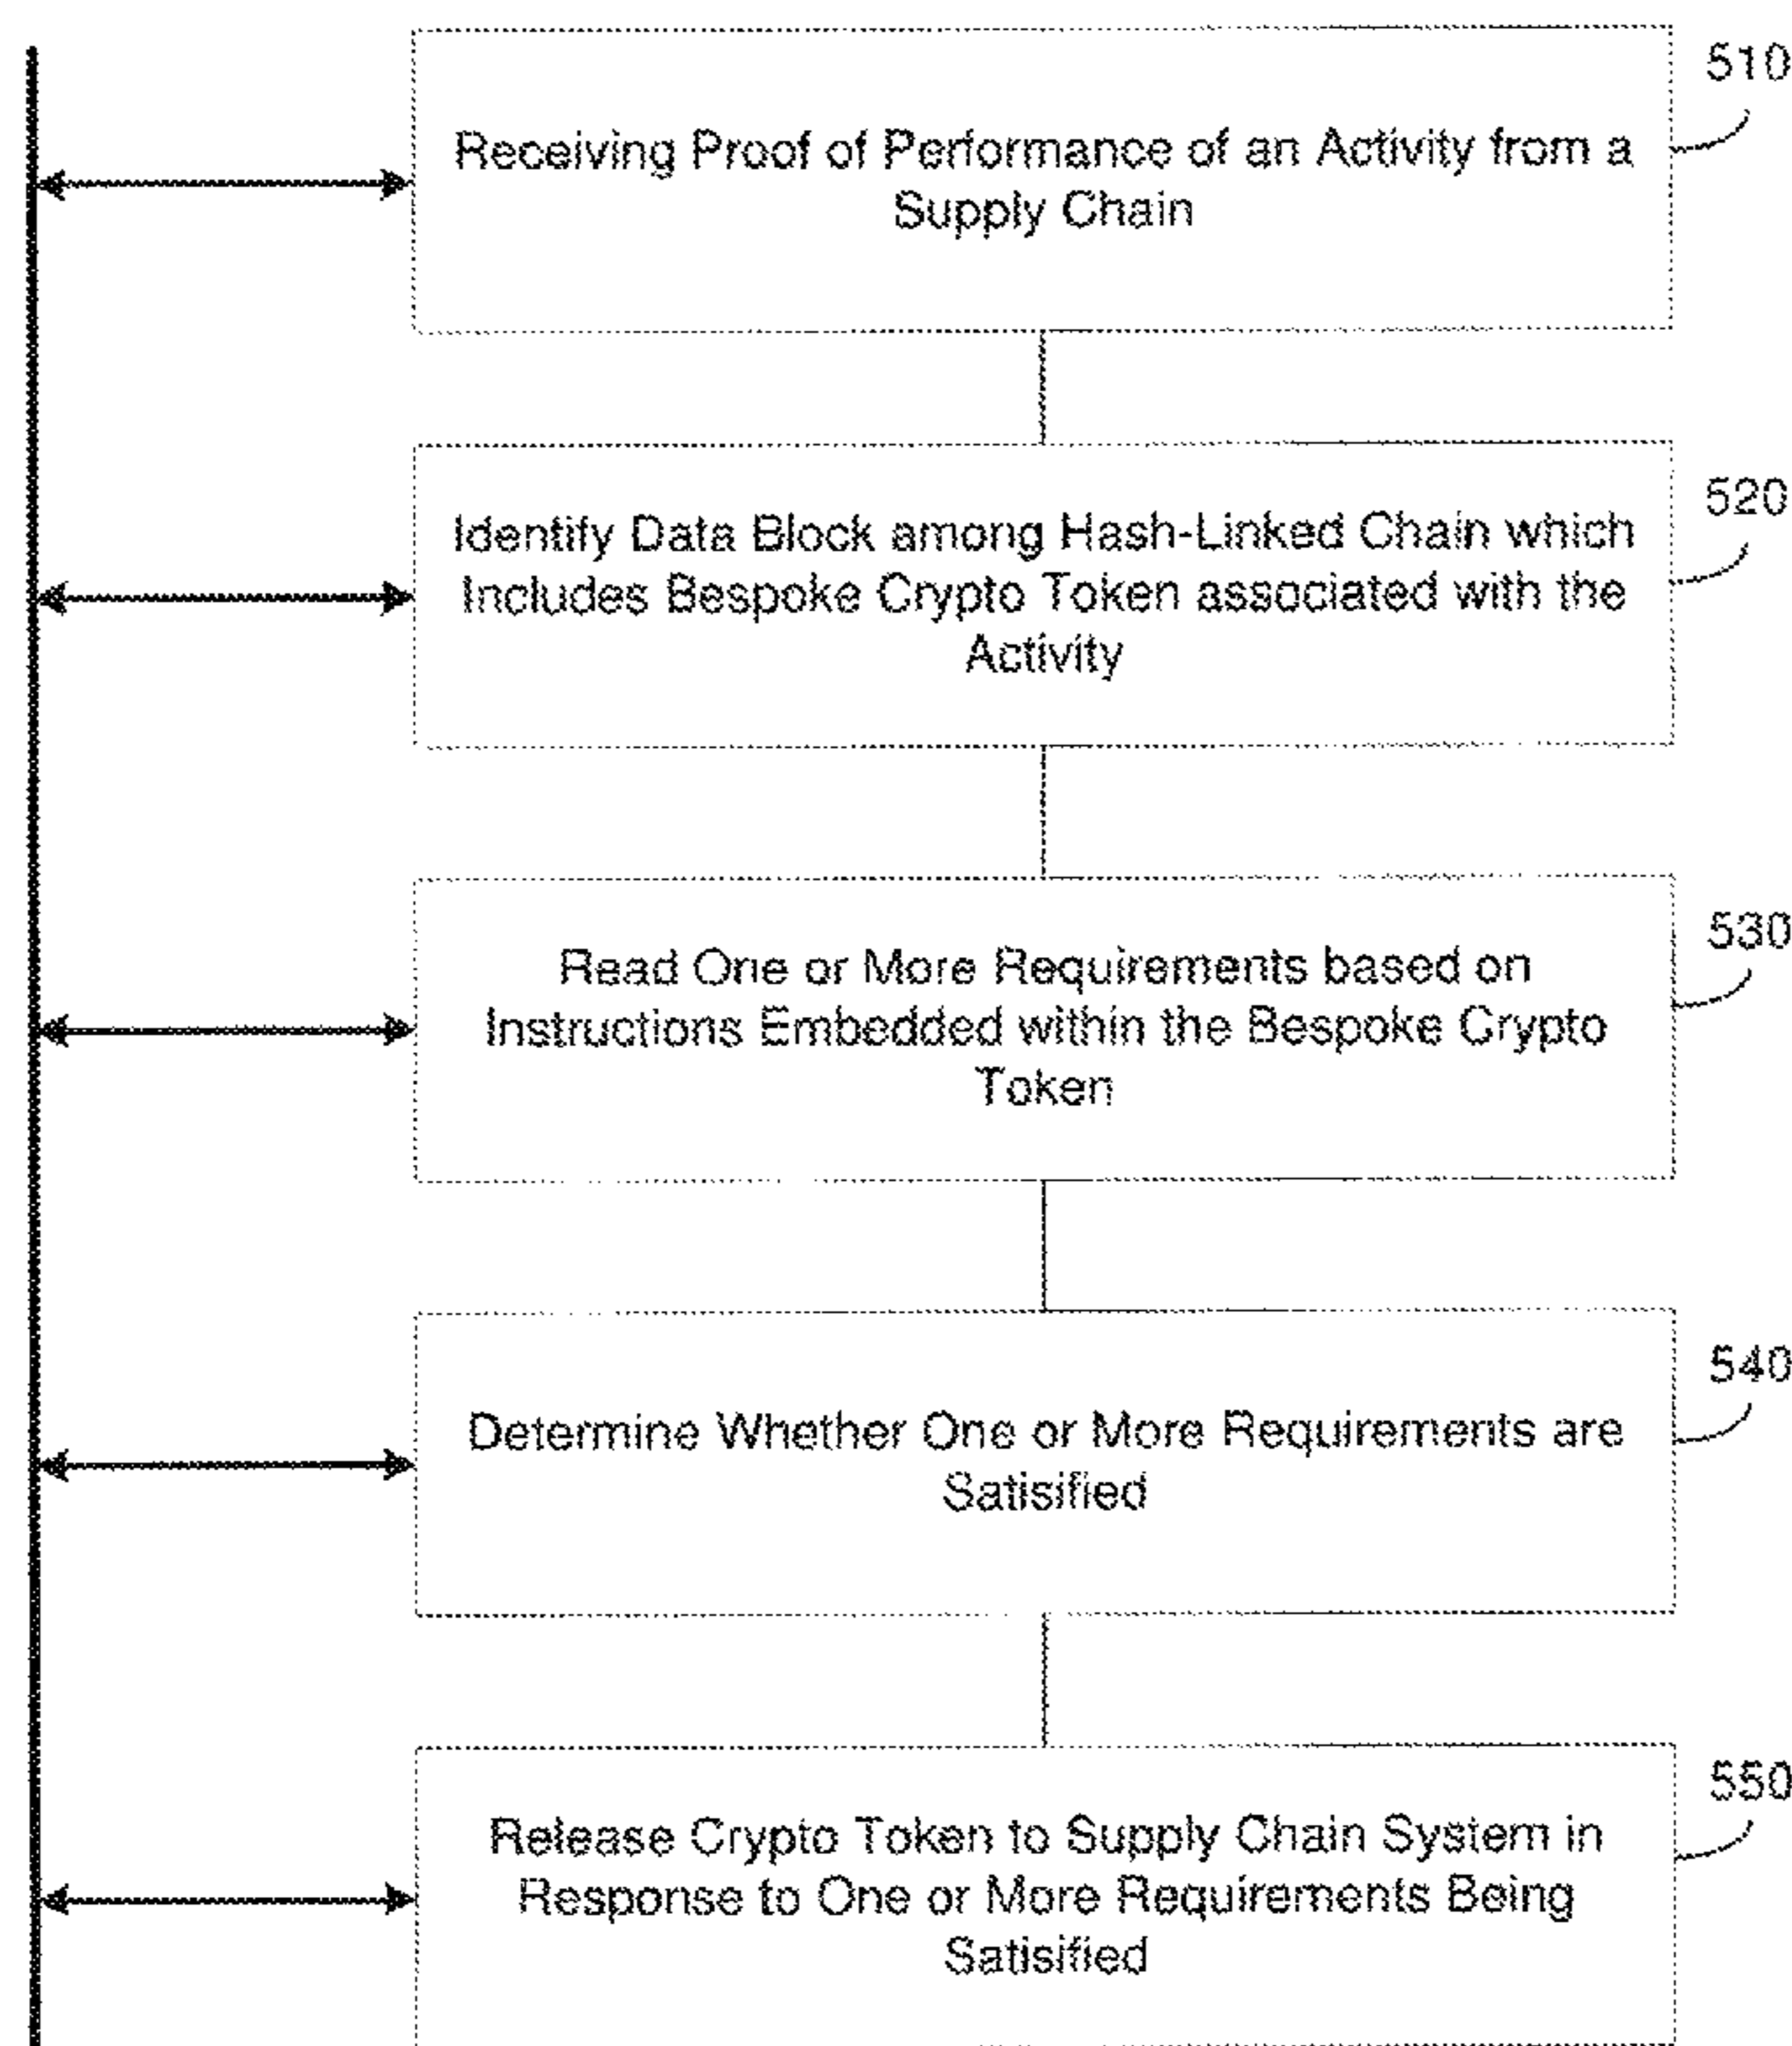 510
Receiving Proof of Performance of an Activity from a
Supply Chain
520
Identify Data Block among Hash-Linked Chain which
Includes Bespoke Crypto Token associated with the
Activity
530
Read One or More Requirements based on
Instructions Embedded within the Bespoke Crypto
Token
540
Determine Whether One or More Requirements are
Satisified
550
Release Crypto Token to Supply Chain System in
Response to One or More Requirements Being
Satisified